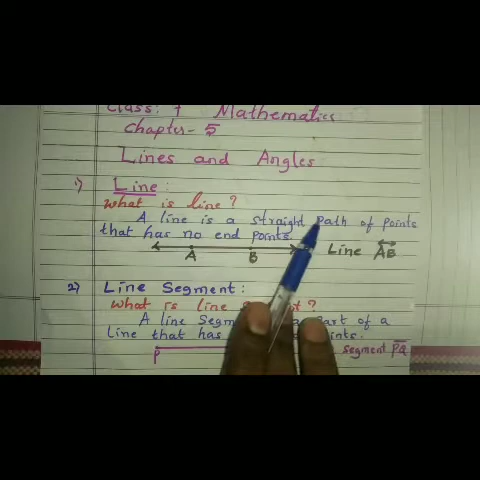 Class: 7 Mathematics
Chapter-5
Lines and Angles
1) Line:
What is line?
A line is a straight path of points
that has no end points.
A B Line AB
2) Line Segment:
What is line
A line Segm part of a
line that has
P segment PQ